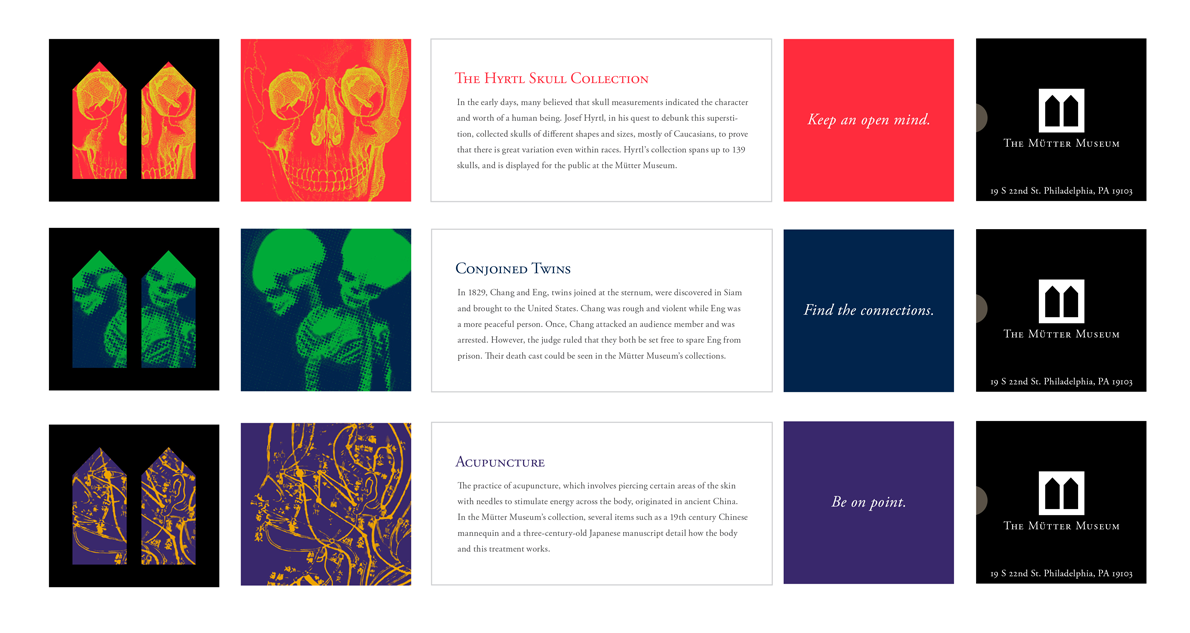 The Hyrtl Skull Collection
In the early days, many believed that skull measurements indicated the character
and worth of a human being. Josef Hyrtl, in his quest to debunk this supersti-
tion, collected skulls of different shapes and sizes, mostly of Caucasians, to prove
that there is great variation even within races. Hyrtl's collection spans up to 139
skulls, and is displayed for the public at the Mütter Museum.
Keep an open mind.
The Mütter Museum
19 S 22nd St. Philadelphia, PA 19103
Conjoined Twins
In 1829, Chang and Eng, twins joined at the sternum, were discovered in Siam
and brought to the United States. Chang was rough and violent while Eng was
a more peaceful person. Once, Chang attacked an audience member and was
arrested. However, the judge ruled that they both be set free to spare Eng from
prison. Their death cast could be seen in the Mütter Museum's collections.
Find the connections.
The Mütter Museum
19 S 22nd St. Philadelphia, PA 19103
Acupuncture
The practice of acupuncture, which involves piercing certain areas of the skin
with needles to stimulate energy across the body, originated in ancient China.
In the Mütter Museum's collection, several items such as a 19th century Chinese
mannequin and a three-century-old Japanese manuscript detail how the body
and this treatment works.
Be on point.
The Mütter Museum
19 S 22nd St. Philadelphia, PA 19103